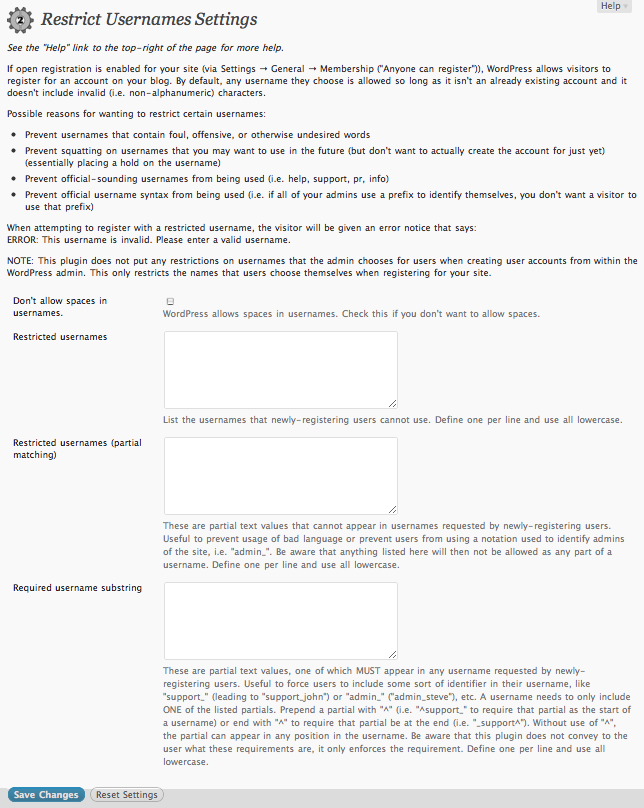 Help
2 Restrict Usernames Settings
See the "Help" link to the top-right of the page for more help.
If open registration is enabled for your site (via Settings → General → Membership ("Anyone can register")), WordPress allows visitors to
register for an account on your blog. By default, any username they choose is allowed so long as it isn't an already existing account and it
doesn't include invalid (i.e. non-alphanumeric) characters.
Possible reasons for wanting to restrict certain usernames:
• Prevent usernames that contain foul, offensive, or otherwise undesired words
• Prevent squatting on usernames that you may want to use in the future (but don't want to actually create the account for just yet)
(essentially placing a hold on the username)
• Prevent official-sounding usernames from being used (i.e. help, support, pr, info)
• Prevent official username syntax from being used (i.e. if all of your admins use a prefix to identify themselves, you don't want a visitor to
use that prefix)
When attempting to register with a restricted username, the visitor will be given an error notice that says:
ERROR: This username is invalid. Please enter a valid username.
NOTE: This plugin does not put any restrictions on usernames that the admin chooses for users when creating user accounts from within the
WordPress admin. This only restricts the names that users choose themselves when registering for your site.
Don't allow spaces in
usernames.
WordPress allows spaces in usernames. Check this if you don't want to allow spaces.
Restricted usernames
List the usernames that newly-registering users cannot use. Define one per line and use all lowercase.
Restricted usernames (partial
matching)
These are partial text values that cannot appear in usernames requested by newly-registering users.
Useful to prevent usage of bad language or prevent users from using a notation used to identify admins
of the site, i.e. "admin_". Be aware that anything listed here will then not be allowed as any part of a
username. Define one per line and use all lowercase.
Required username substring
These are partial text values, one of which MUST appear in any username requested by newly-
registering users. Useful to force users to include some sort of identifier in their username, like
"support_" (leading to "support_john") or "admin_" ("admin_steve"), etc. A username needs to only include
ONE of the listed partials. Prepend a partial with "^" (i.e. "^support_" to require that partial as the start of
a username) or end with "^" to require that partial be at the end (i.e. "_support^"). Without use of "^",
the partial can appear in any position in the username. Be aware that this plugin does not convey to the
user what these requirements are, it only enforces the requirement. Define one per line and use all
lowercase.
Save Changes Reset Settings